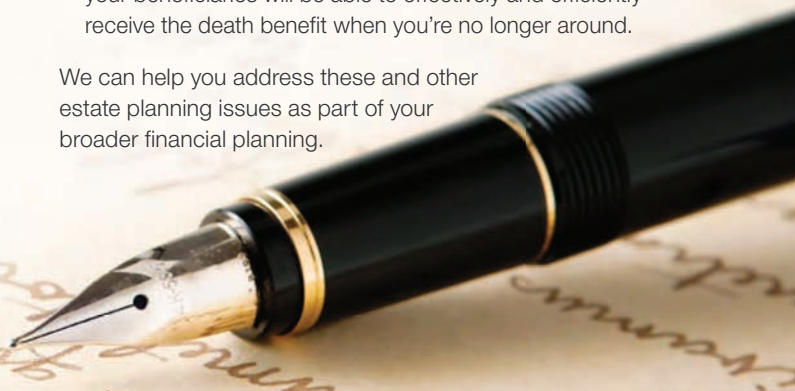 your beneficiaries will be able to effectively and efficiently
receive the death benefit when you’re no longer around.
We can help you address these and other
estate planning issues as part of your
broader financial planning.